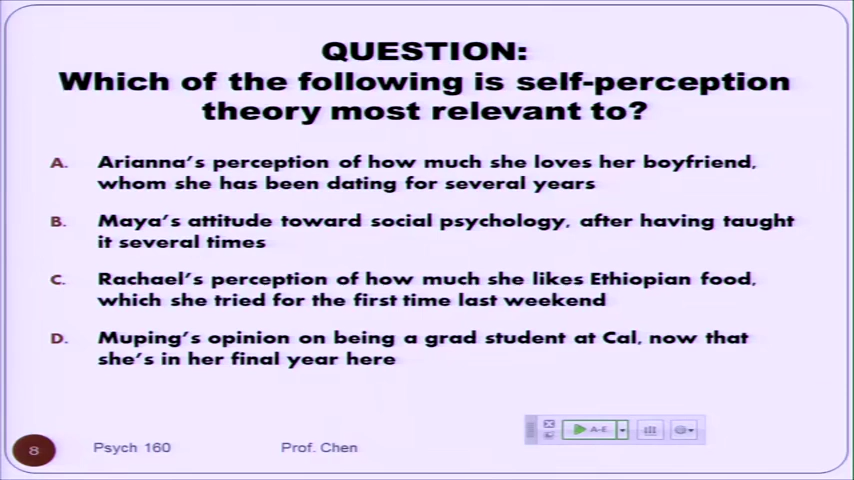 QUESTION:
Which of the following is self-perception
theory most relevant to?
A. Arianna's perception of how much she loves her boyfriend,
whom she has been dating for several years
B. Maya's attitude toward social psychology, after having taught
it several times
C. Rachael's perception of how much she likes Ethiopian food,
which she tried for the first time last weekend
D. Muping's opinion on being a grad student at Cal, now that
she's in her final year here
8 Psych 160 Prof. Chen A-E